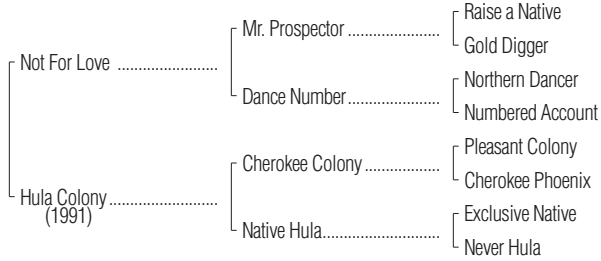 Raise a Native
Mr. Prospector ....................
Gold Digger
Not For Love ........................
Northern Dancer
Dance Number....................
Numbered Account
Pleasant Colony
Cherokee Colony ................
Cherokee Phoenix
Hula Colony..........................
(1991)
Exclusive Native
Native Hula.........................
Never Hula